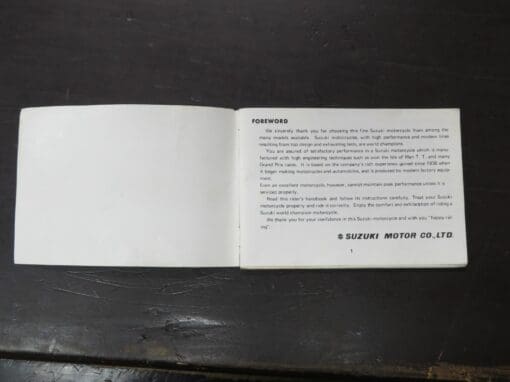 FOREWORD
We sincerely thank you for choosing this fine Suzuki motorcycle from among the
many models available. Suzuki motorcycles, with high performance and modern lines
resulting from top design and exhausting tests, are world champions.
You are assured of satisfactory performance in a Suzuki motorcycle which is manu-
factured with high engineering techniques such as won the Isle of Man T. T. and many
Grand Prix races. It is based on the company's rich experience gained since 1936 when
it began making motorcycles and automobiles, and is produced by modern factory equip-
ment.
Even an excellent motorcycle, however, cannot maintain peak performance unless it is
serviced properly.
Read this rider's handbook and follow its instructions carefully. Treat your Suzuki
motorcycle properly and ride it correctly. Enjoy the comfort and exhilaration of riding a
Suzuki world champion motorcycle.
We thank you for your confidence in this Suzuki motorcycle and wish you "happy rid-
ing".
SUZUKI MOTOR CO.,LTD.
1